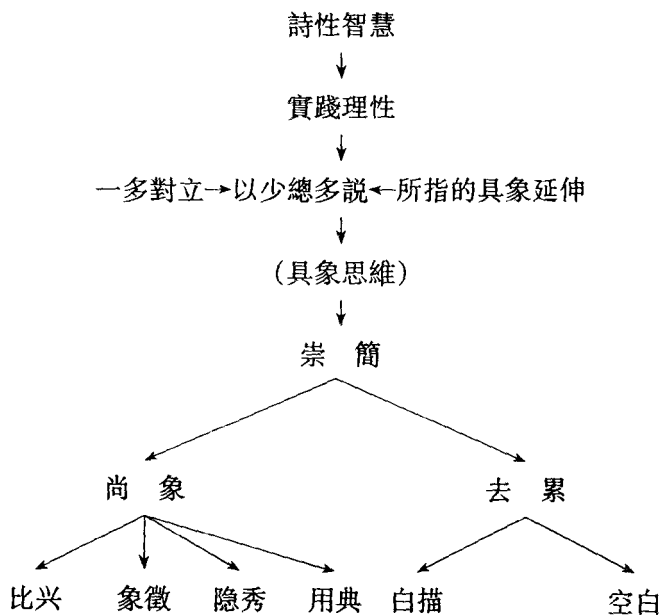 詩性智慧
實踐理性
一多對立→以少總多説←所指的具象延伸
(具象思維)
崇 簡
尚 象 去 累
比兴 象徵 隐秀 用典 白描 空白